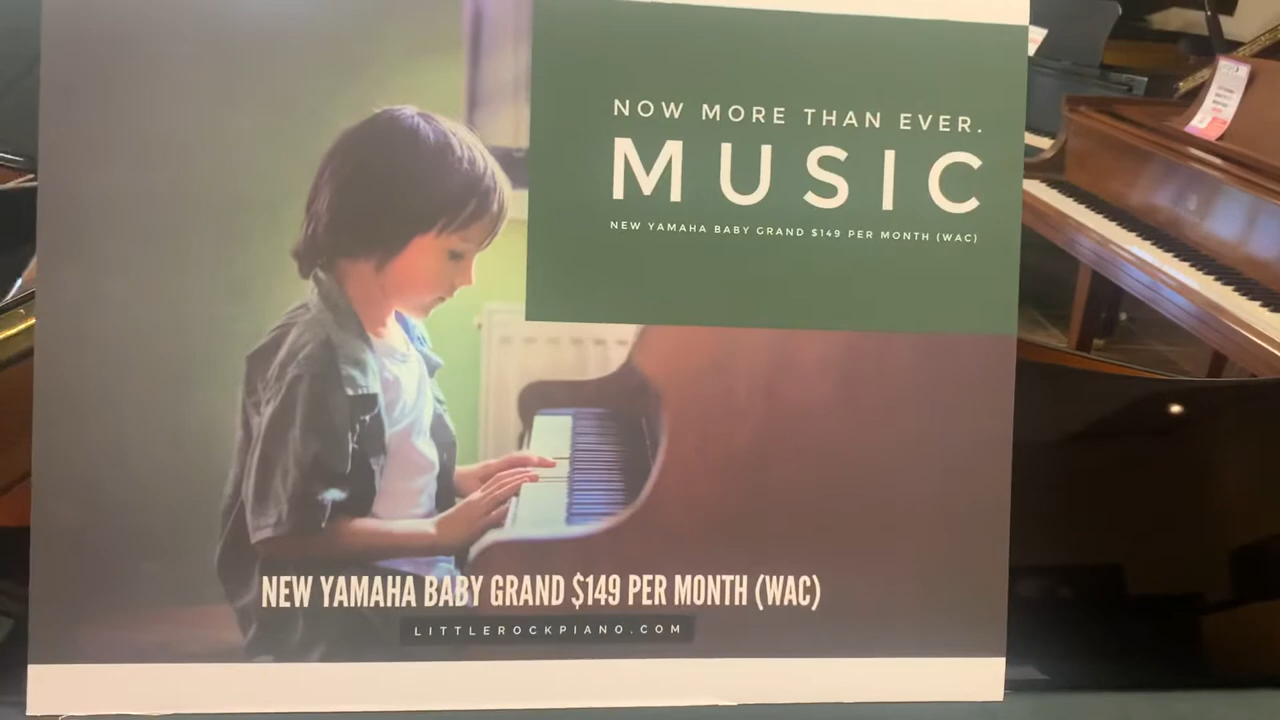 NOW MORE THAN EVER.
MUSIC
NEW YAMAHA BABY GRAND $149 PER MONTH (WAC)
NEW YAMAHA BABY GRAND $149 PER MONTH (WAC)
LITTLEROCKPIANO.COM